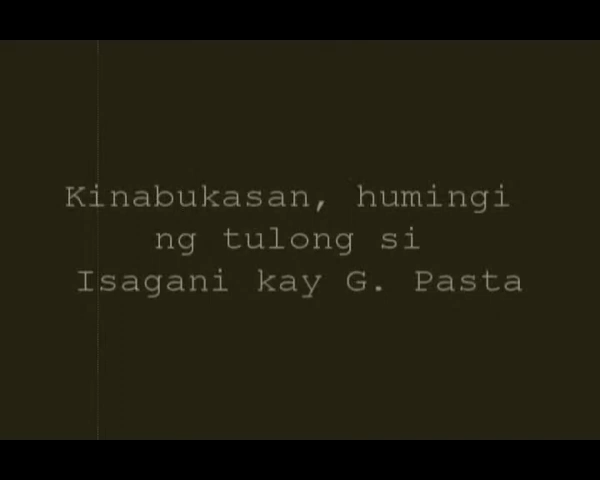 Kinabukasan, humingi
ng tulong si
Isagani kay G. Pasta